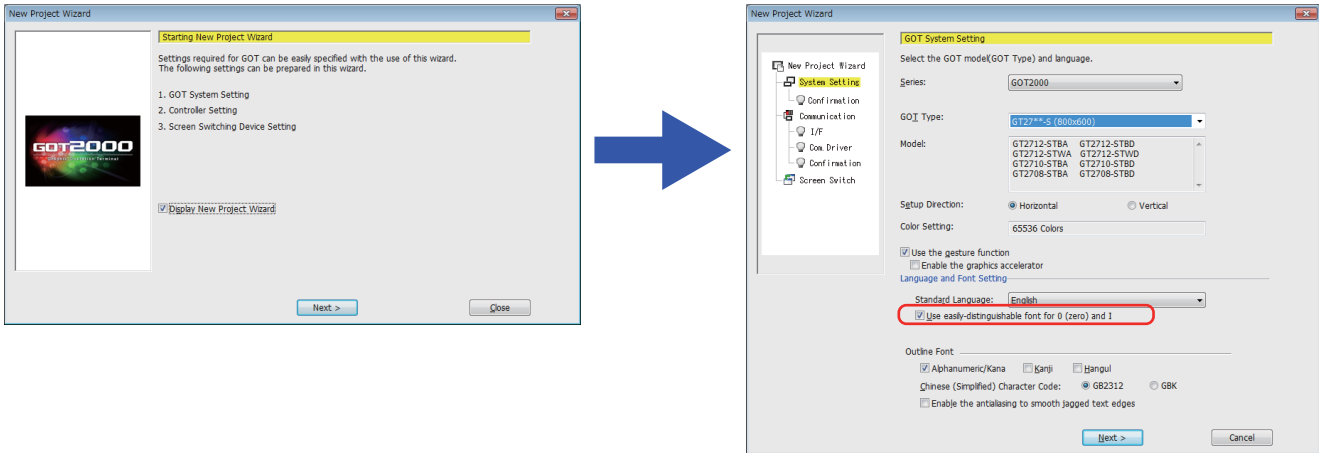 New Project Wizard
Starting New Project Wizard
Settings required for GOT can be easily specified with the use of this wizard.
The following settings can be prepared in this wizard.
1. GOT System Setting
2. Controller Setting
3. Screen Switching Device Setting
GOT2000
Graphic Operation Terminal
Display New Project Wizard
Next >
Close
New Project Wizard
New Project Wizard
System Setting
Confirmation
Communication
I/F
Com. Driver
Confirmation
Screen Switch
GOT System Setting
Select the GOT model(GOT Type) and language.
Series: GOT2000
GOT Type: GT27**-S (800x600)
Model: GT2712-STBA GT2712-STBD
GT2712-STWA GT2712-STWD
GT2710-STBA GT2710-STBD
GT2708-STBA GT2708-STBD
Setup Direction: Horizontal Vertical
Color Setting: 65536 Colors
Use the gesture function
Enable the graphics accelerator
Language and Font Setting
Standard Language: English
Use easily-distinguishable font for 0 (zero) and I
Outline Font
Alphanumeric/Kana Kanji Hangul
Chinese (Simplified) Character Code: GB2312 GBK
Enable the antialiasing to smooth jagged text edges
Next >
Cancel